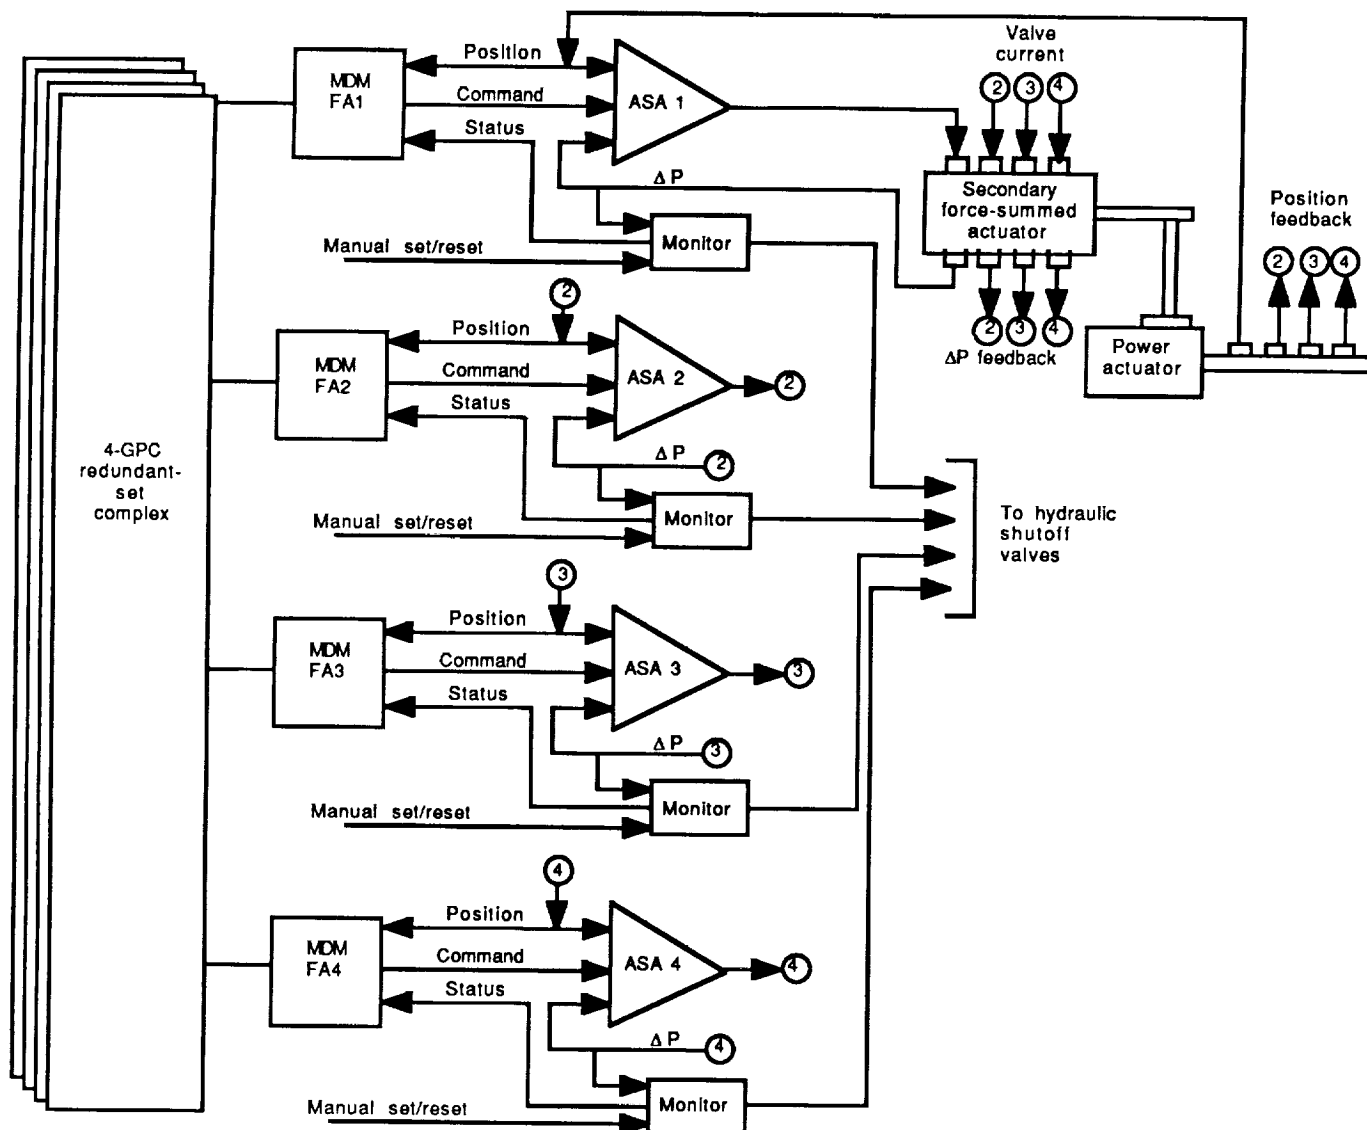 Valve
current
2 3 4
MDM
FA1
Position
Command
Status
ASA 1
ΔP
Monitor
Manual set/reset
Secondary
force-summed
actuator
2 3 4
ΔP feedback
Position
feedback
2 3 4
Power
actuator
4-GPC
redundant-
set
complex
2
MDM
FA2
Position
Command
Status
ASA 2
2
ΔP
2
Monitor
Manual set/reset
To hydraulic
shutoff
valves
3
MDM
FA3
Position
Command
Status
ASA 3
3
ΔP
3
Monitor
Manual set/reset
4
MDM
FA4
Position
Command
Status
ASA 4
4
ΔP
4
Monitor
Manual set/reset